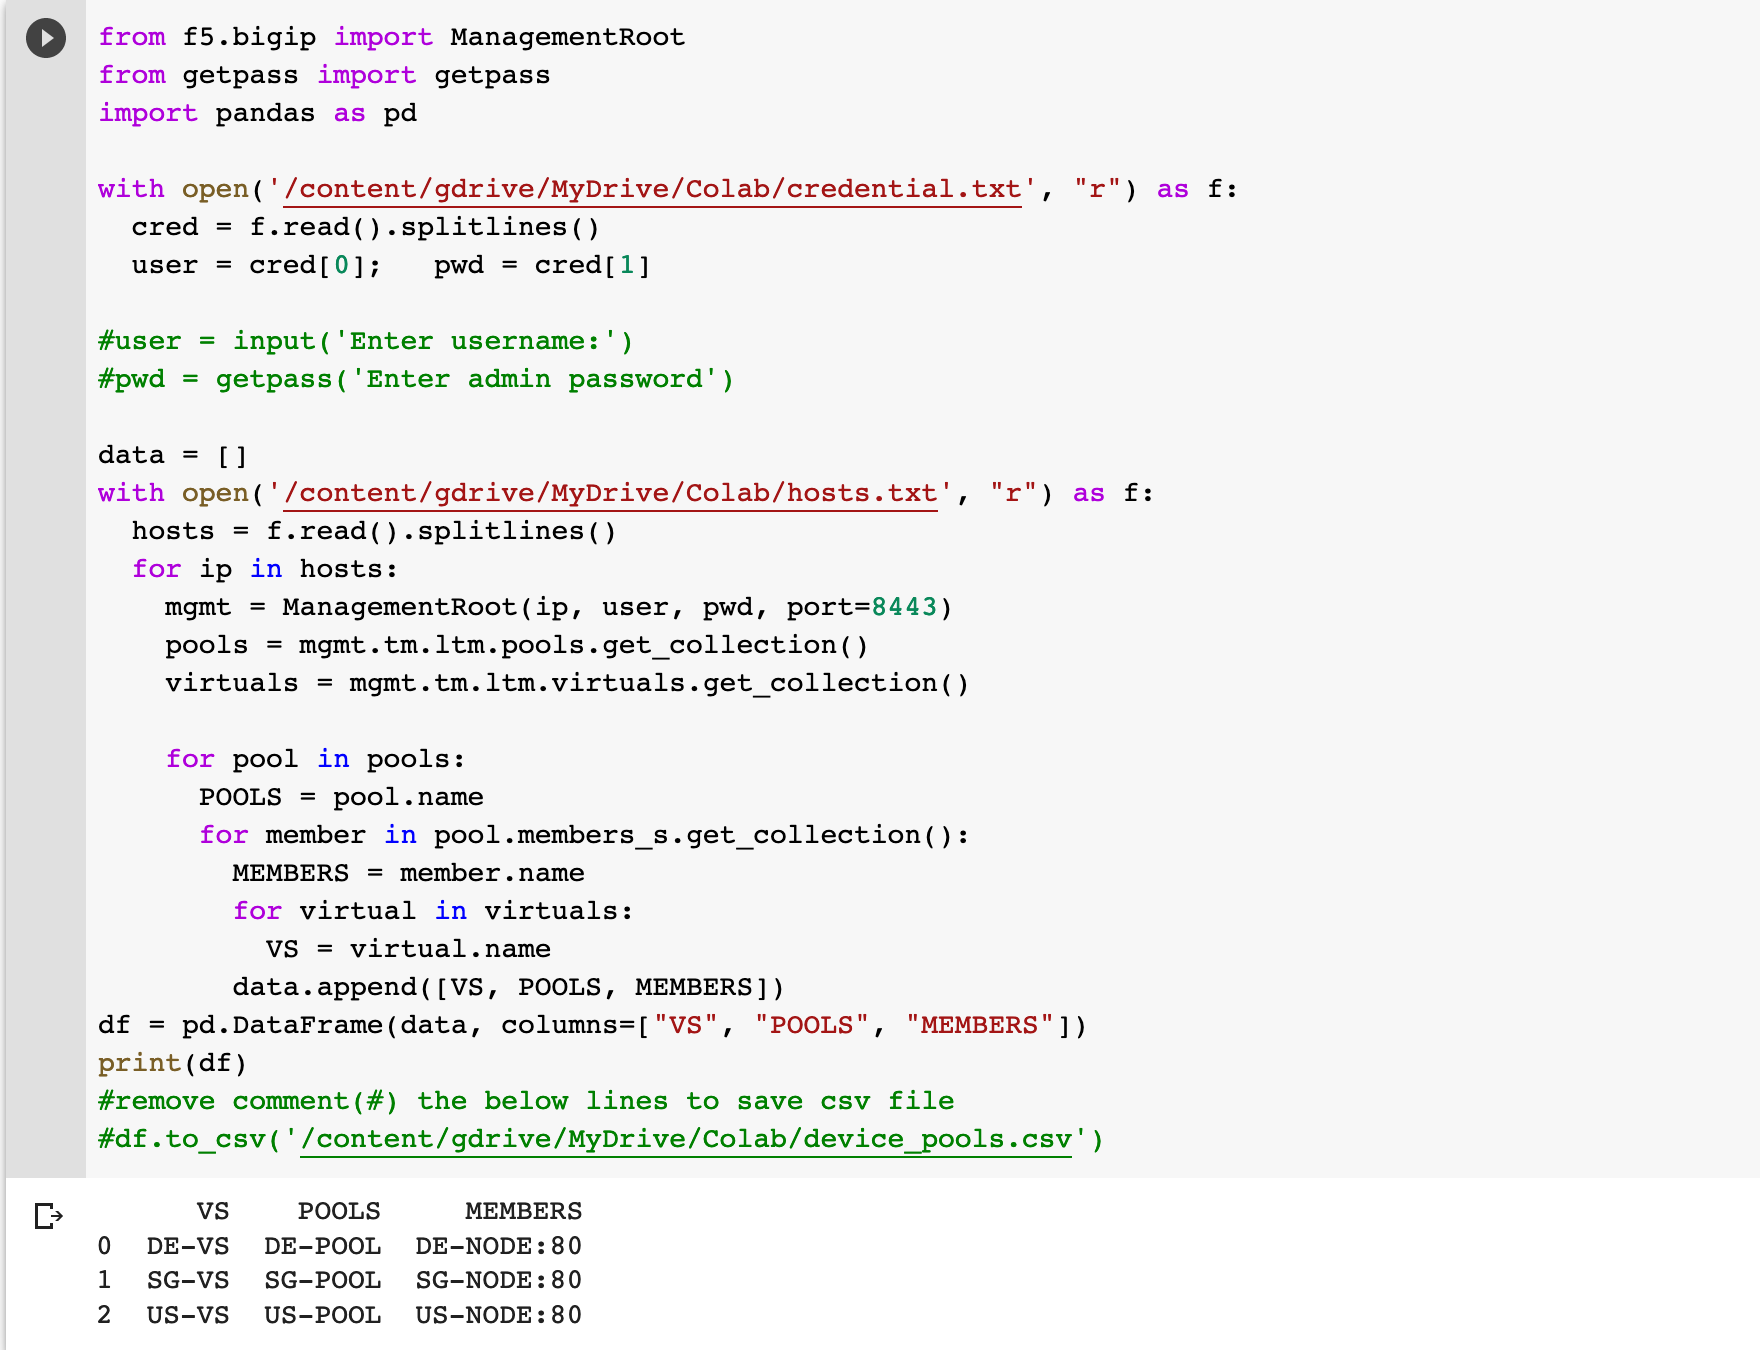 from f5.bigip import ManagementRoot
from getpass import getpass
import pandas as pd

with open('/content/gdrive/MyDrive/Colab/credential.txt', "r") as f:
  cred = f.read().splitlines()
  user = cred[0];   pwd = cred[1]

#user = input('Enter username:')
#pwd = getpass('Enter admin password')

data = []
with open('/content/gdrive/MyDrive/Colab/hosts.txt', "r") as f:
  hosts = f.read().splitlines()
  for ip in hosts:
    mgmt = ManagementRoot(ip, user, pwd, port=8443)
    pools = mgmt.tm.ltm.pools.get_collection()
    virtuals = mgmt.tm.ltm.virtuals.get_collection()

    for pool in pools:
      POOLS = pool.name
      for member in pool.members_s.get_collection():
        MEMBERS = member.name
        for virtual in virtuals:
          VS = virtual.name
        data.append([VS, POOLS, MEMBERS])
df = pd.DataFrame(data, columns=["VS", "POOLS", "MEMBERS"])
print(df)
#remove comment(#) the below lines to save csv file
#df.to_csv('/content/gdrive/MyDrive/Colab/device_pools.csv')
      VS    POOLS     MEMBERS
0  DE-VS  DE-POOL  DE-NODE:80
1  SG-VS  SG-POOL  SG-NODE:80
2  US-VS  US-POOL  US-NODE:80